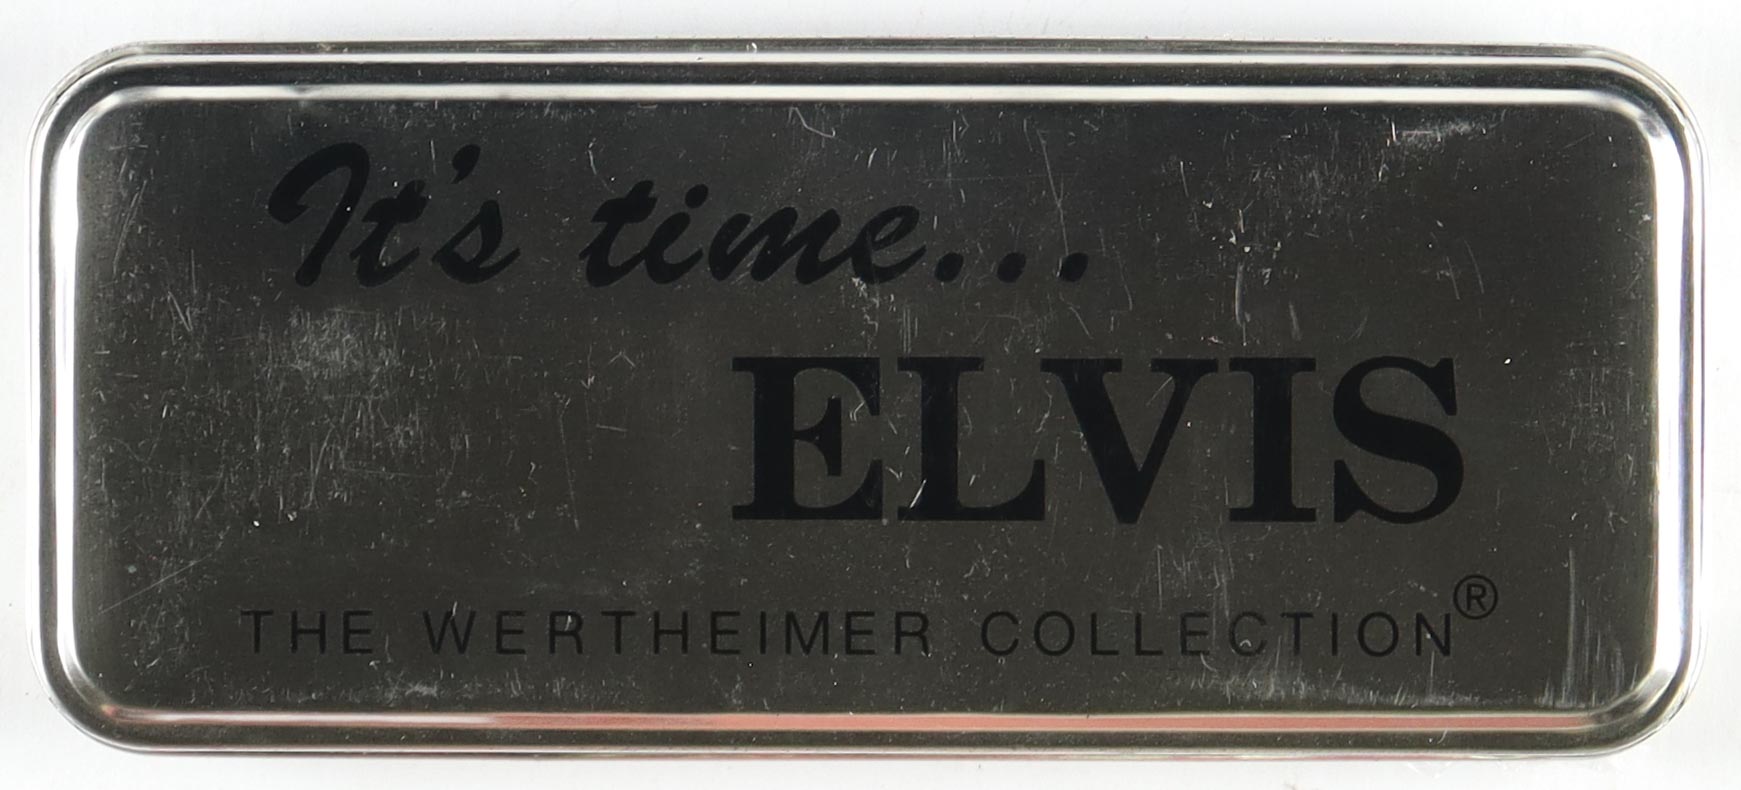 It's time...
ELVIS
THE WERTHEIMER COLLECTION®